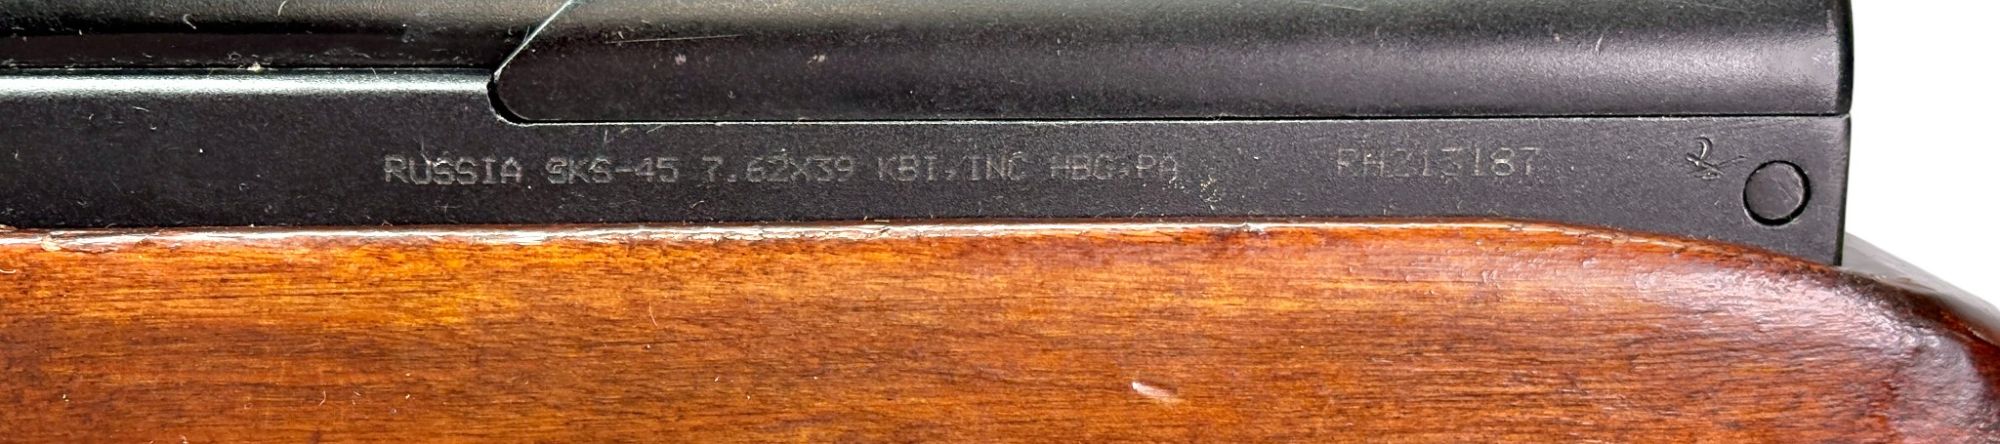 RUSSIA SKS-45 7.62X39 KBI,INC HBG,PA RH213187